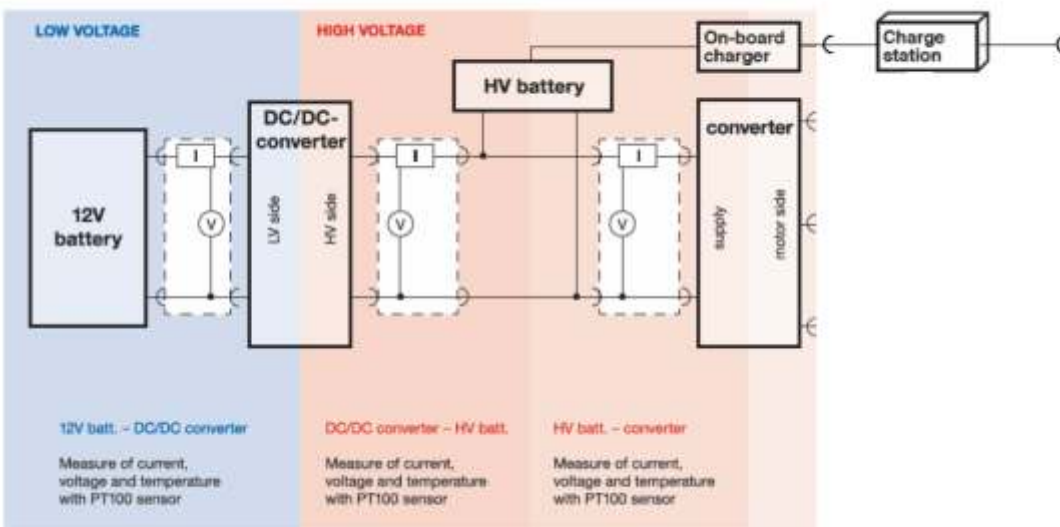 LOW VOLTAGE
HIGH VOLTAGE
On-board
charger
Charge
station
HV battery
DC/DC-
converter
converter
I
I
I
12V
battery
V
V
V
LV side
HV side
supply
motor side
12V batt. – DC/DC converter
Measure of current,
voltage and temperature
with PT100 sensor
DC/DC converter – HV batt.
Measure of current,
voltage and temperature
with PT100 sensor
HV batt. – converter
Measure of current,
voltage and temperature
with PT100 sensor